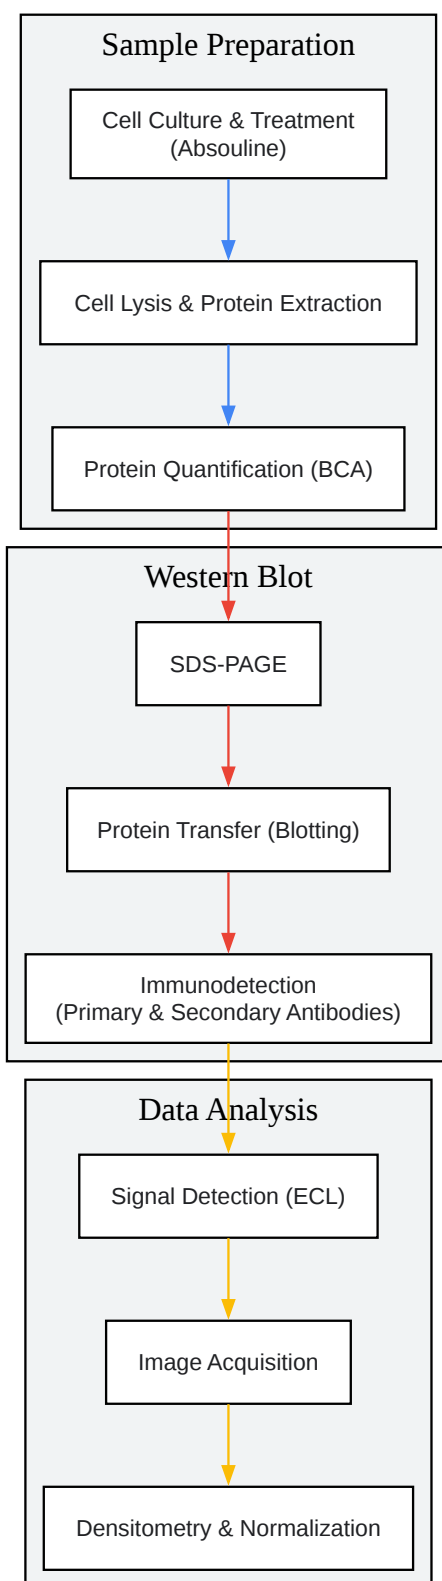 Sample Preparation
Cell Culture & Treatment
(Absouline)
Cell Lysis & Protein Extraction
Protein Quantification (BCA)
Western Blot
SDS-PAGE
Protein Transfer (Blotting)
Immunodetection
(Primary & Secondary Antibodies)
Data Analysis
Signal Detection (ECL)
Image Acquisition
Densitometry & Normalization